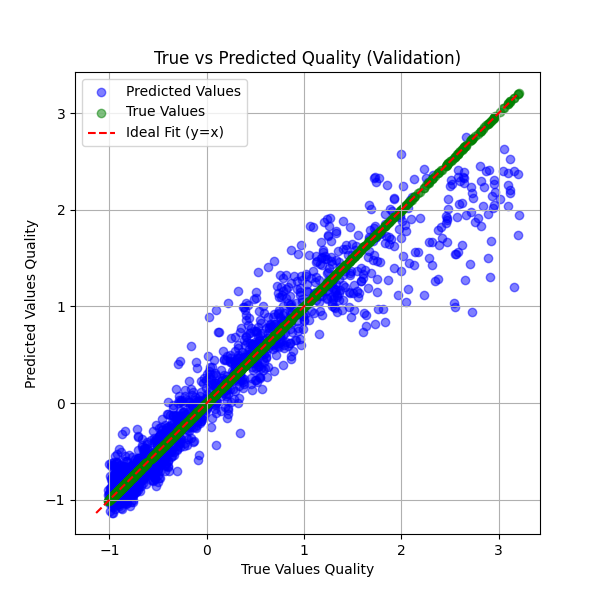 True vs Predicted Quality (Validation)
Predicted Values
True Values
Ideal Fit (y=x)
Predicted Values Quality
3
2
1
0
−1
−1 0 1 2 3
True Values Quality